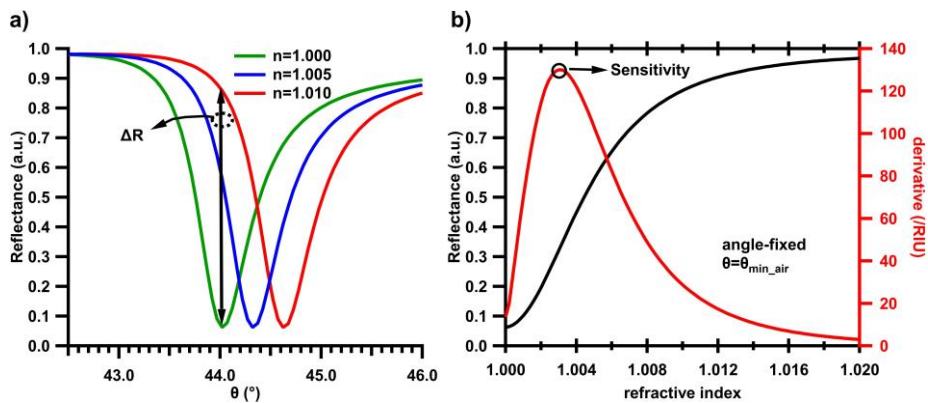 a)
n=1.000
n=1.005
n=1.010
ΔR
1.0
0.9
0.8
0.7
0.6
0.5
0.4
0.3
0.2
0.1
0.0
Reflectance (a.u.)
43.0 44.0 45.0 46.0
θ (°)
b)
Sensitivity
angle-fixed
θ=θmin_air
1.0
0.9
0.8
0.7
0.6
0.5
0.4
0.3
0.2
0.1
0.0
Reflectance (a.u.)
140
120
100
80
60
40
20
0
derivative (/RIU)
1.000 1.004 1.008 1.012 1.016 1.020
refractive index